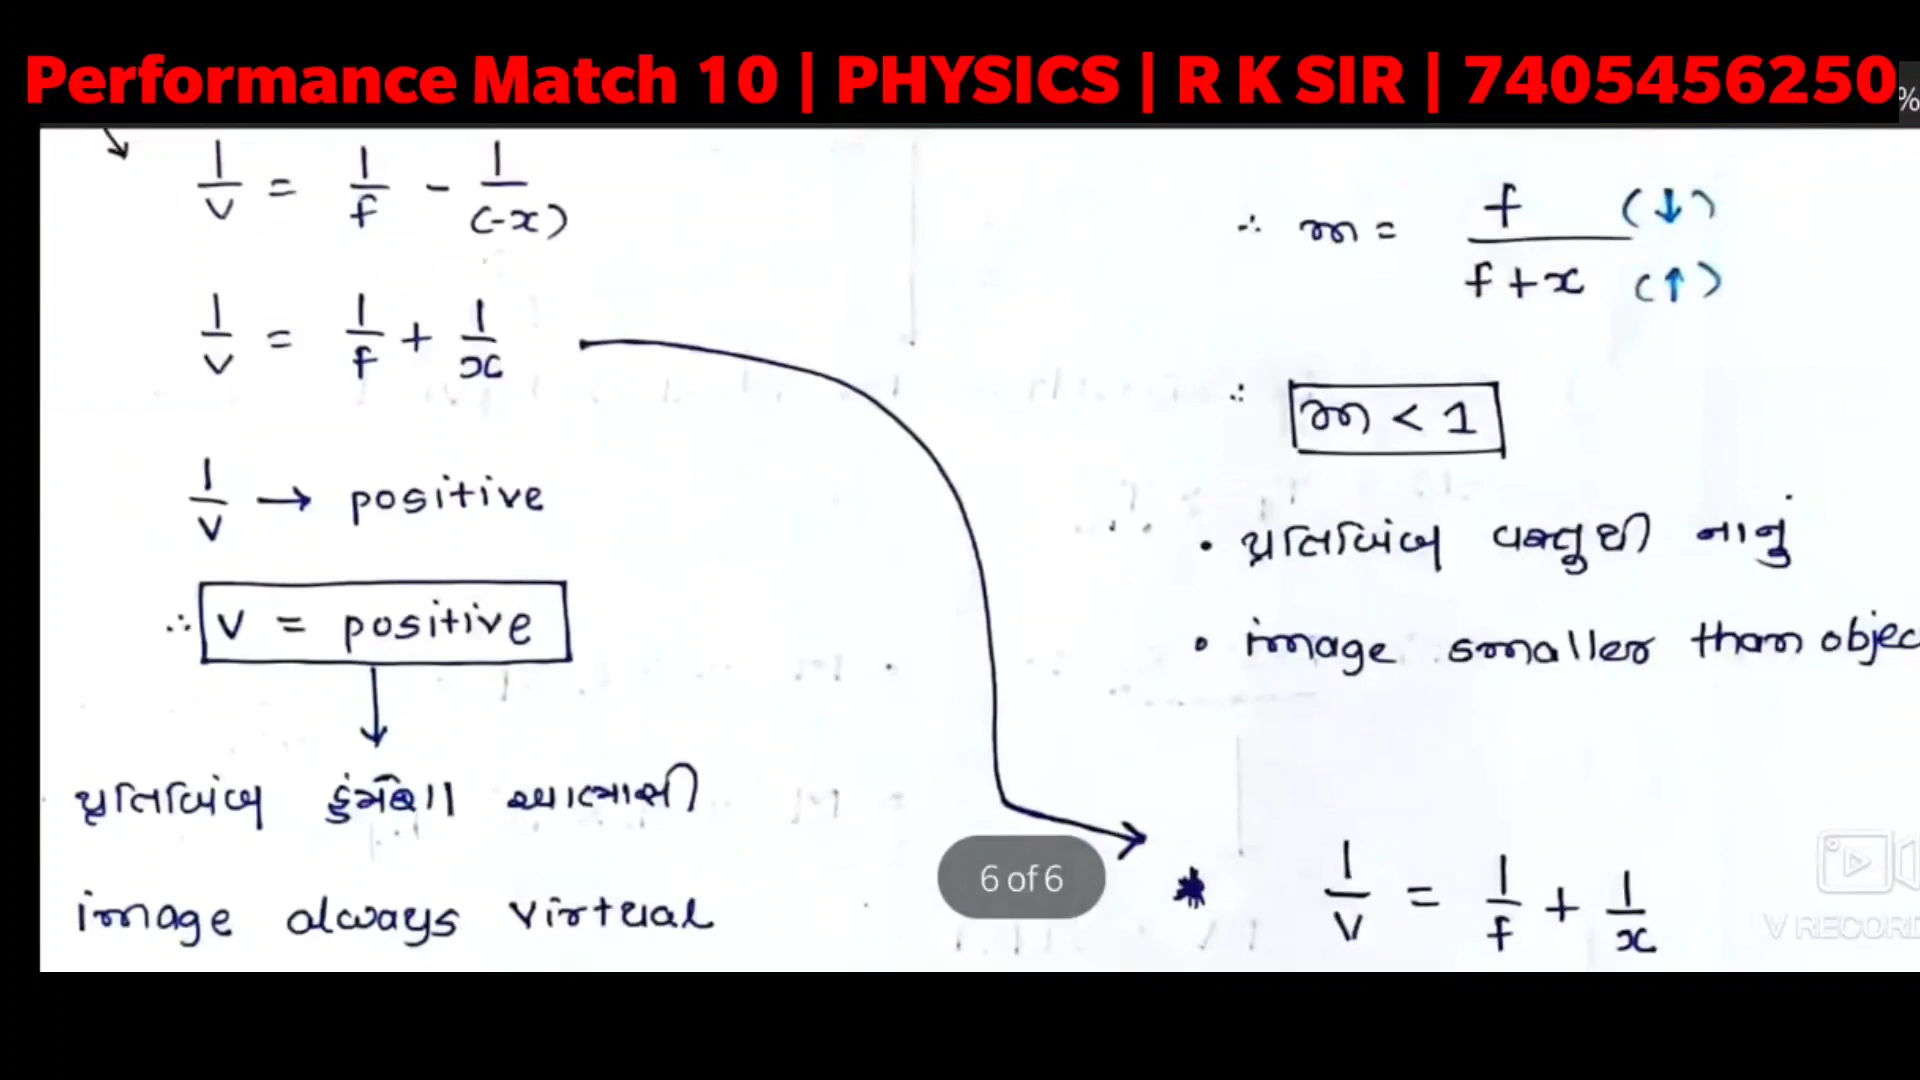 Performance Match 10 | PHYSICS | R K SIR | 7405456250
%
1/v = 1/f - 1/(-x)
1/v = 1/f + 1/x
1/v → positive
∴ v = positive
પ્રતિબિંબ હંમેશા આભાસી
image always virtual
∴ m = f (↓) / f+x (↑)
∴ m < 1
• પ્રતિબિંબ વસ્તુથી નાનું
• image smaller than objec
* 1/v = 1/f + 1/x
6 of 6
V RECORD